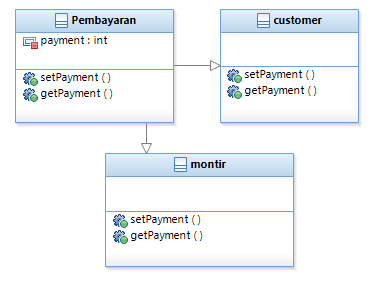 Pembayaran
payment : int
setPayment ( )
getPayment ( )
customer
setPayment ( )
getPayment ( )
montir
setPayment ( )
getPayment ( )